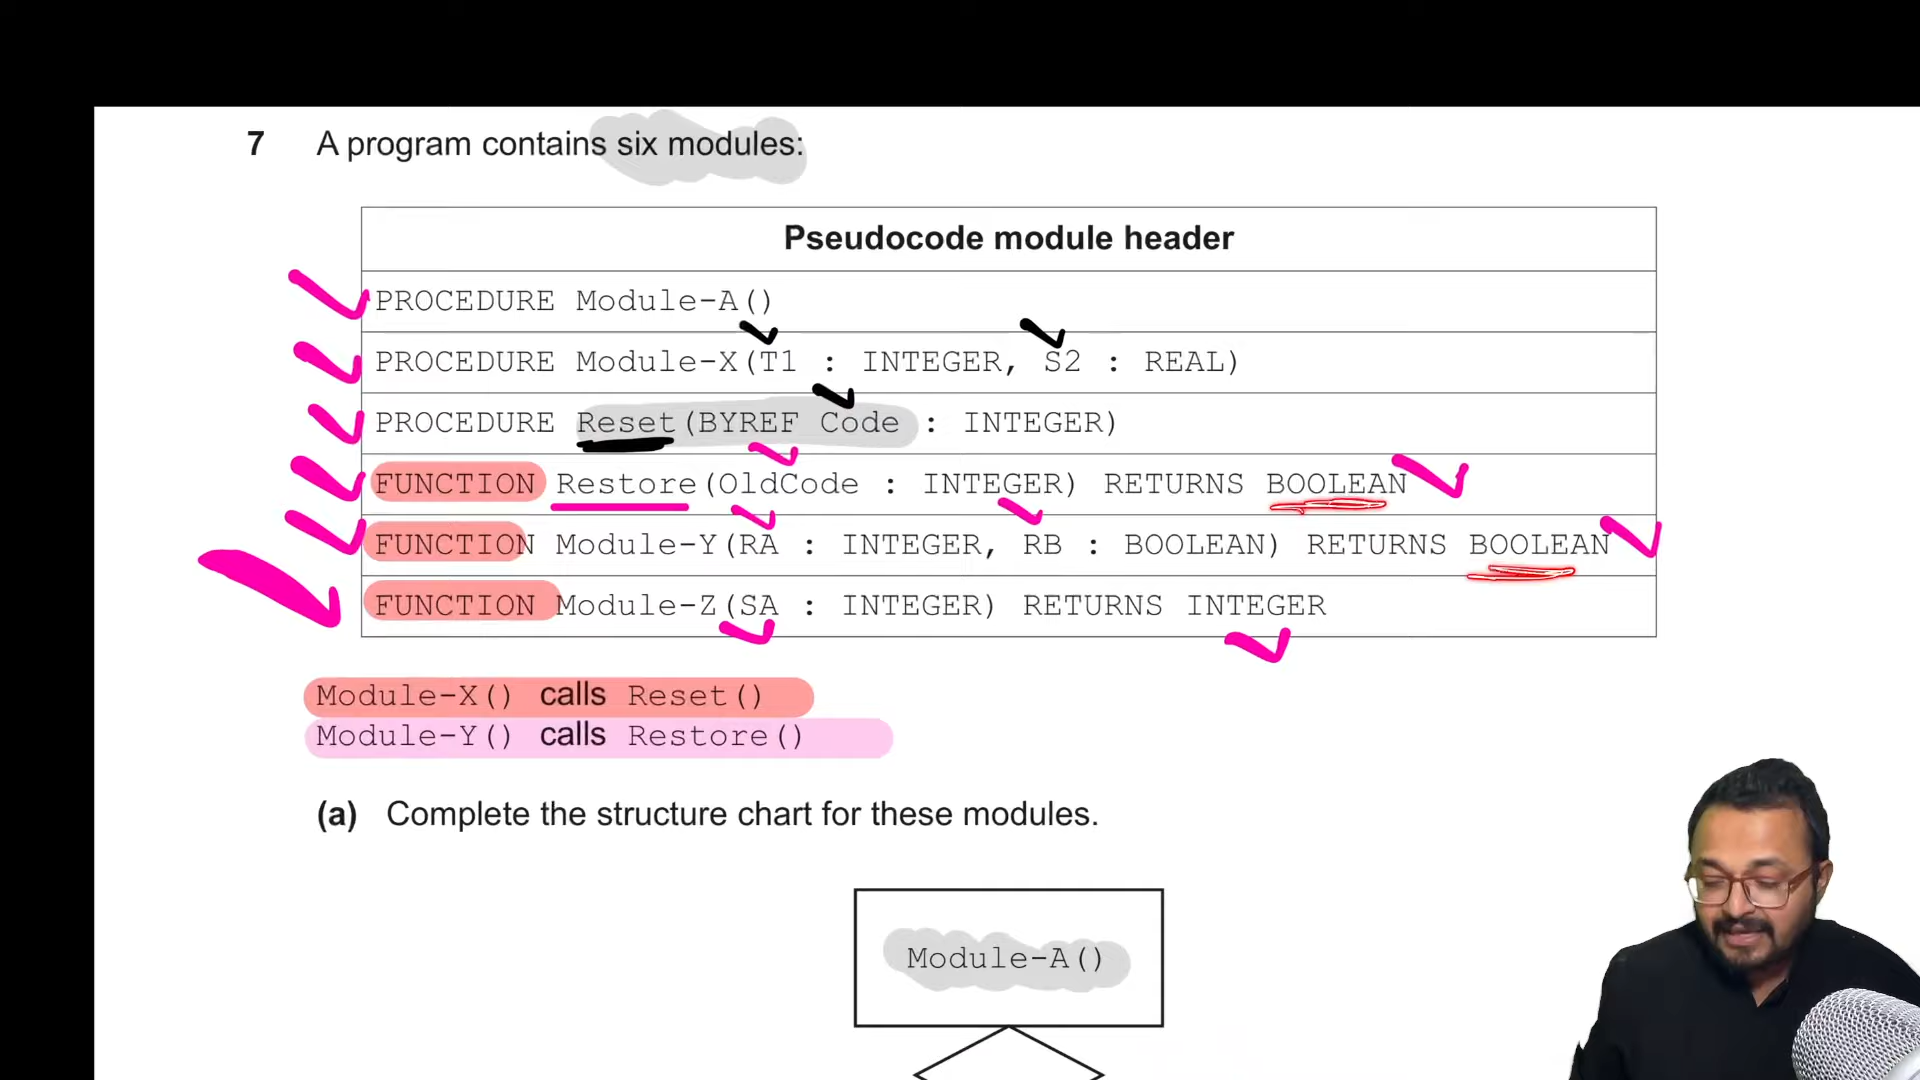 7 A program contains six modules:
Pseudocode module header
PROCEDURE Module-A()
PROCEDURE Module-X(T1 : INTEGER, S2 : REAL)
PROCEDURE Reset(BYREF Code : INTEGER)
FUNCTION Restore(OldCode : INTEGER) RETURNS BOOLEAN
FUNCTION Module-Y(RA : INTEGER, RB : BOOLEAN) RETURNS BOOLEAN
FUNCTION Module-Z(SA : INTEGER) RETURNS INTEGER
Module-X() calls Reset()
Module-Y() calls Restore()
(a) Complete the structure chart for these modules.
Module-A()